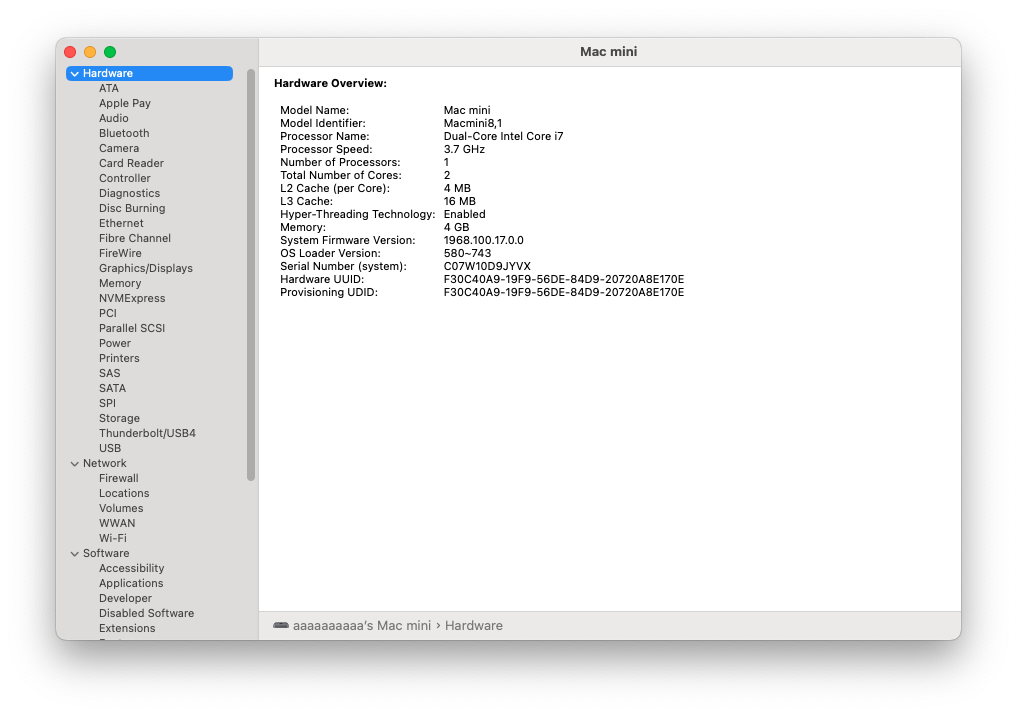 Mac mini
Hardware
ATA
Apple Pay
Audio
Bluetooth
Camera
Card Reader
Controller
Diagnostics
Disc Burning
Ethernet
Fibre Channel
FireWire
Graphics/Displays
Memory
NVMExpress
PCI
Parallel SCSI
Power
Printers
SAS
SATA
SPI
Storage
Thunderbolt/USB4
USB
Network
Firewall
Locations
Volumes
WWAN
Wi-Fi
Software
Accessibility
Applications
Developer
Disabled Software
Extensions
Hardware Overview:
Model Name: Mac mini
Model Identifier: Macmini8,1
Processor Name: Dual-Core Intel Core i7
Processor Speed: 3.7 GHz
Number of Processors: 1
Total Number of Cores: 2
L2 Cache (per Core): 4 MB
L3 Cache: 16 MB
Hyper-Threading Technology: Enabled
Memory: 4 GB
System Firmware Version: 1968.100.17.0.0
OS Loader Version: 580~743
Serial Number (system): C07W10D9JYVX
Hardware UUID: F30C40A9-19F9-56DE-84D9-20720A8E170E
Provisioning UDID: F30C40A9-19F9-56DE-84D9-20720A8E170E
aaaaaaaaaa's Mac mini › Hardware